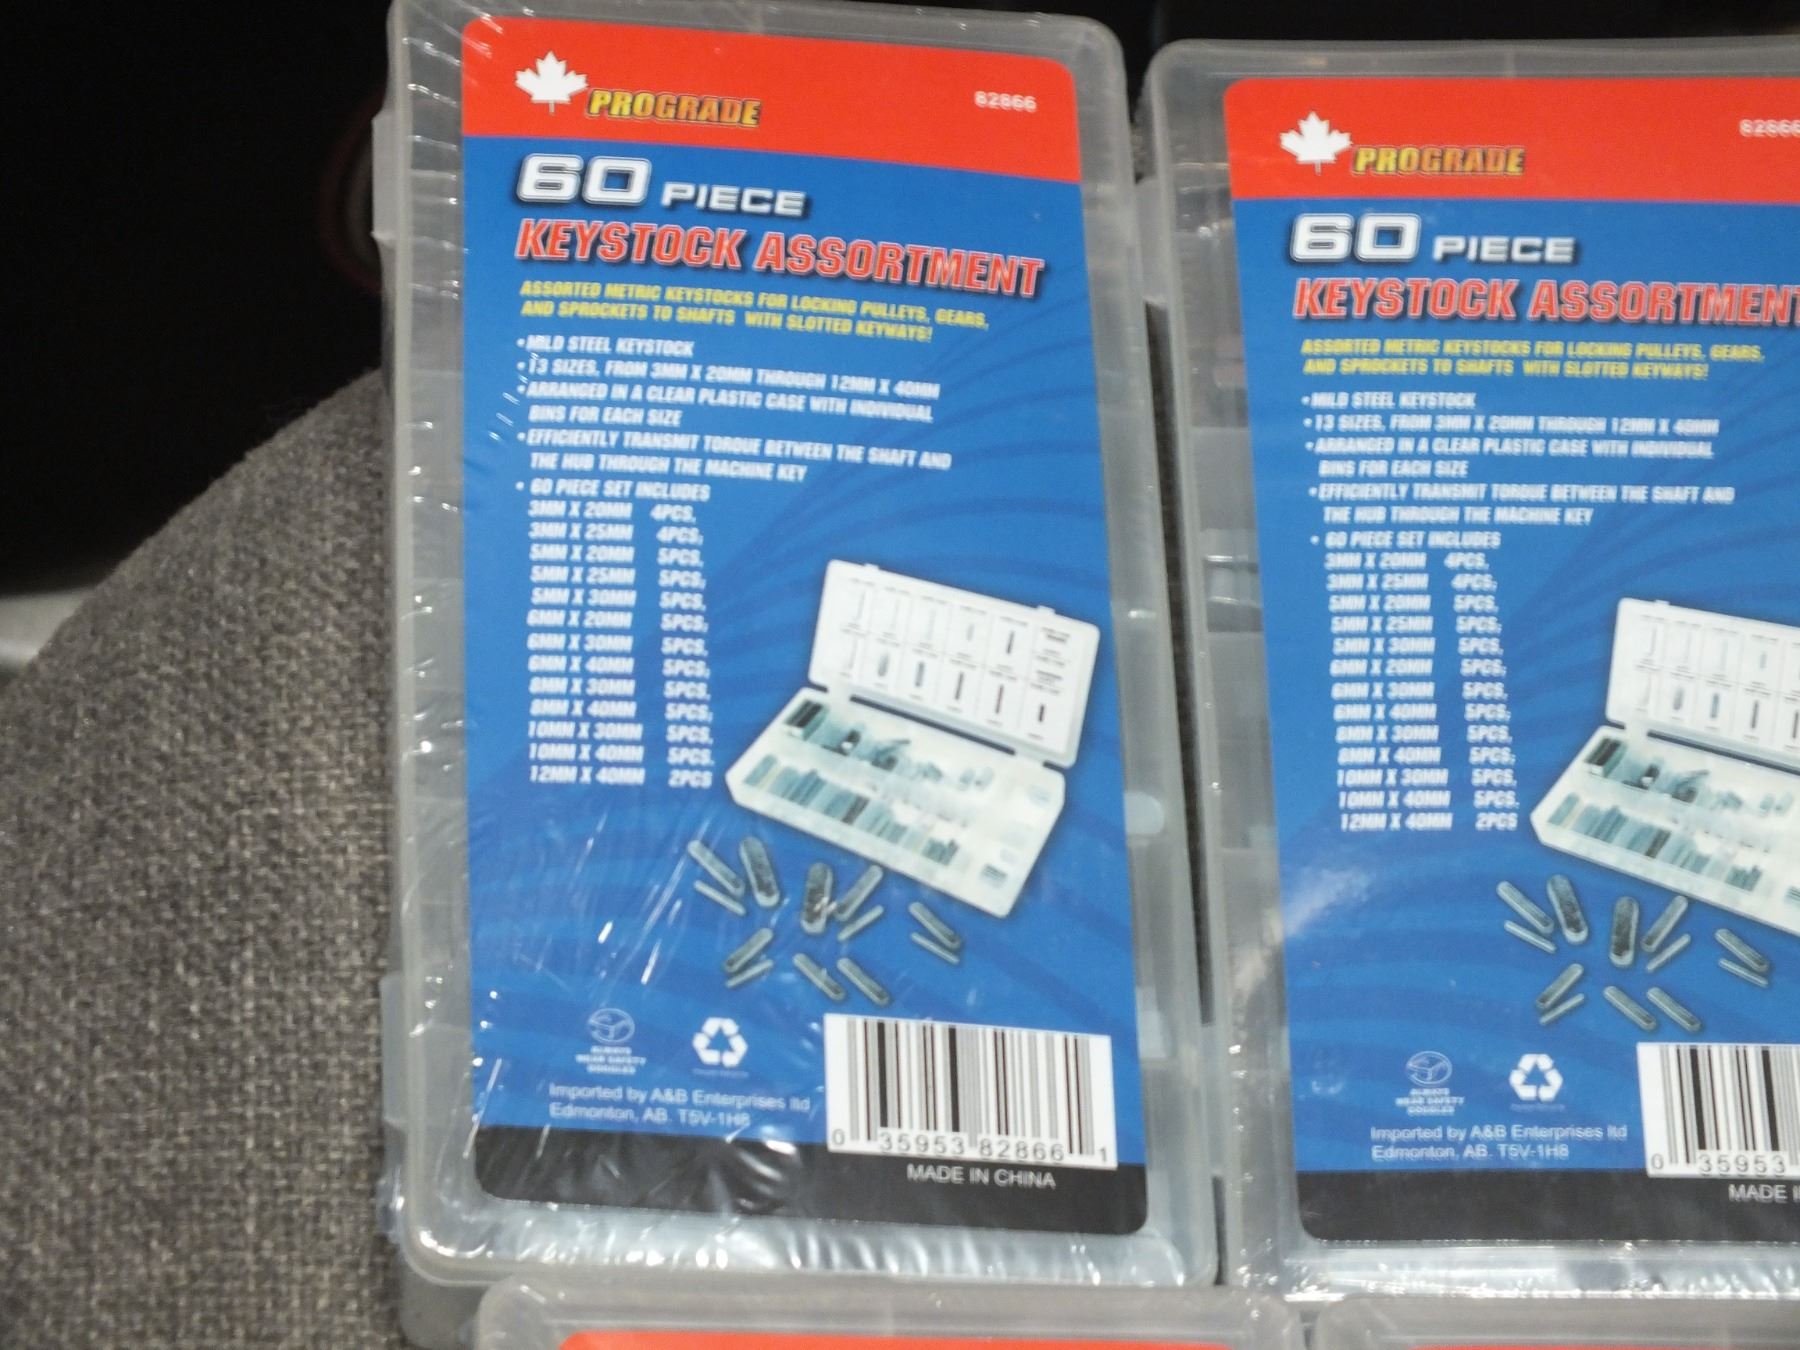 PROGRADE
82866
60 PIECE
KEYSTOCK ASSORTMENT
ASSORTED METRIC KEYSTOCKS FOR LOCKING PULLEYS, GEARS,
AND SPROCKETS TO SHAFTS WITH SLOTTED KEYWAYS!
• MILD STEEL KEYSTOCK
• 13 SIZES, FROM 3MM X 20MM THROUGH 12MM X 40MM
• ARRANGED IN A CLEAR PLASTIC CASE WITH INDIVIDUAL
BINS FOR EACH SIZE
• EFFICIENTLY TRANSMIT TORQUE BETWEEN THE SHAFT AND
THE HUB THROUGH THE MACHINE KEY
• 60 PIECE SET INCLUDES
3MM X 20MM 4PCS,
3MM X 25MM 4PCS,
5MM X 20MM 5PCS,
5MM X 25MM 5PCS,
5MM X 30MM 5PCS,
6MM X 20MM 5PCS,
6MM X 30MM 5PCS,
6MM X 40MM 5PCS,
8MM X 30MM 5PCS,
8MM X 40MM 5PCS,
10MM X 30MM 5PCS,
10MM X 40MM 5PCS,
12MM X 40MM 2PCS
ALWAYS
WEAR SAFETY
GOGGLES
Imported by A&B Enterprises ltd
Edmonton, AB. T5V-1H8
0 35953 82866 1
MADE IN CHINA
PROGRADE
82866
60 PIECE
KEYSTOCK ASSORTMENT
ASSORTED METRIC KEYSTOCKS FOR LOCKING PULLEYS, GEARS,
AND SPROCKETS TO SHAFTS WITH SLOTTED KEYWAYS!
• MILD STEEL KEYSTOCK
• 13 SIZES, FROM 3MM X 20MM THROUGH 12MM X 40MM
• ARRANGED IN A CLEAR PLASTIC CASE WITH INDIVIDUAL
BINS FOR EACH SIZE
• EFFICIENTLY TRANSMIT TORQUE BETWEEN THE SHAFT AND
THE HUB THROUGH THE MACHINE KEY
• 60 PIECE SET INCLUDES
3MM X 20MM 4PCS,
3MM X 25MM 4PCS,
5MM X 20MM 5PCS,
5MM X 25MM 5PCS,
5MM X 30MM 5PCS,
6MM X 20MM 5PCS,
6MM X 30MM 5PCS,
6MM X 40MM 5PCS,
8MM X 30MM 5PCS,
8MM X 40MM 5PCS,
10MM X 30MM 5PCS,
10MM X 40MM 5PCS.
12MM X 40MM 2PCS
ALWAYS
WEAR SAFETY
GOGGLES
Imported by A&B Enterprises ltd
Edmonton, AB. T5V-1H8
0 35953
MADE